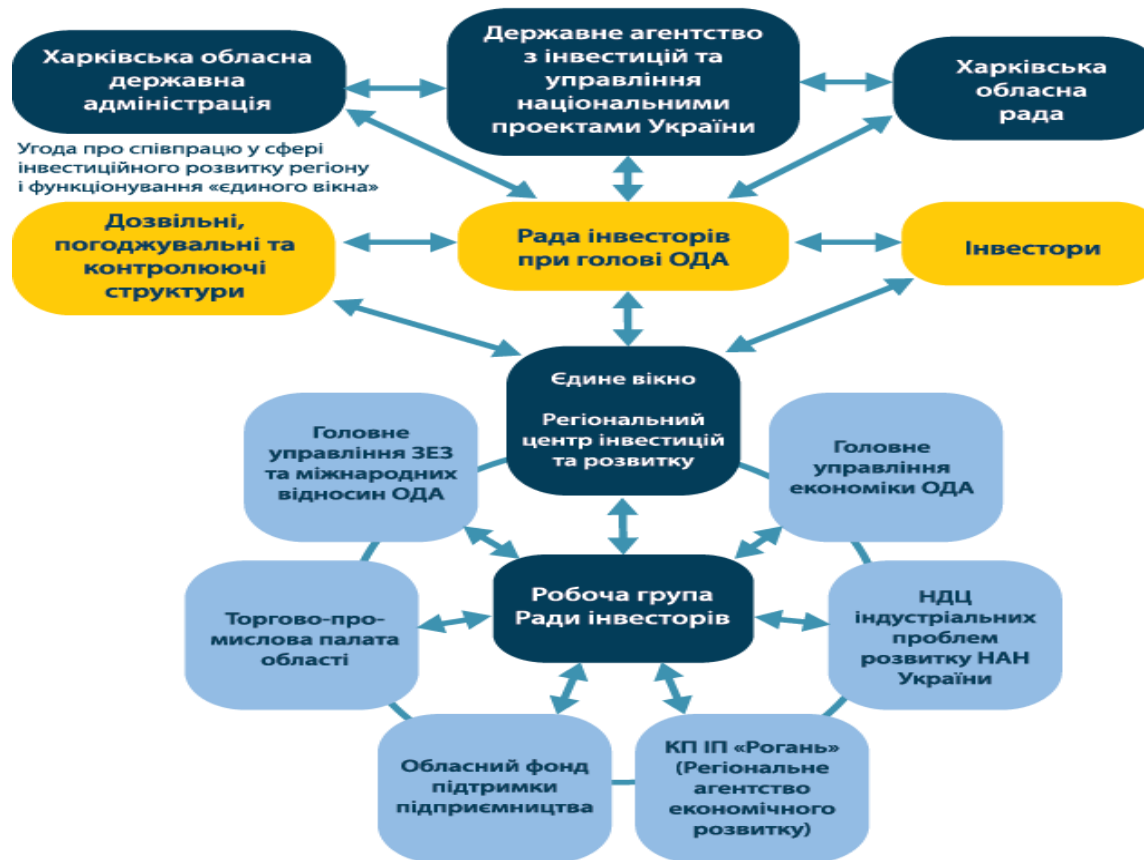 Харківська обласна
державна
адміністрація
Державне агентство
з інвестицій та
управління
національними
проектами України
Харківська
обласна
рада
Угода про співпрацю у сфері
інвестиційного розвитку регіону
і функціонування «єдиного вікна»
Дозвільні,
погоджувальні та
контролюючі
структури
Рада інвесторів
при голові ОДА
Інвестори
Єдине вікно
Регіональний
центр інвестицій
та розвитку
Головне
управління ЗЕЗ
та міжнародних
відносин ОДА
Головне
управління
економіки ОДА
Робоча група
Ради інвесторів
Торгово-про-
мислова палата
області
НДЦ
індустріальних
проблем
розвитку НАН
України
Обласний фонд
підтримки
підприємництва
КП ІП «Рогань»
(Регіональне
агентство
економічного
розвитку)